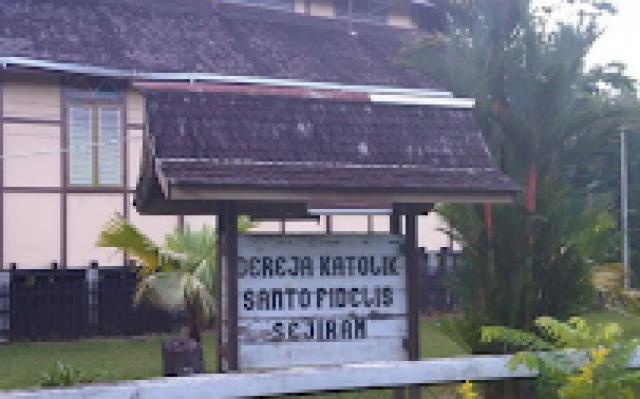 GEREJA KATOLIK
SANTO FIDELIS
SEJIRAM